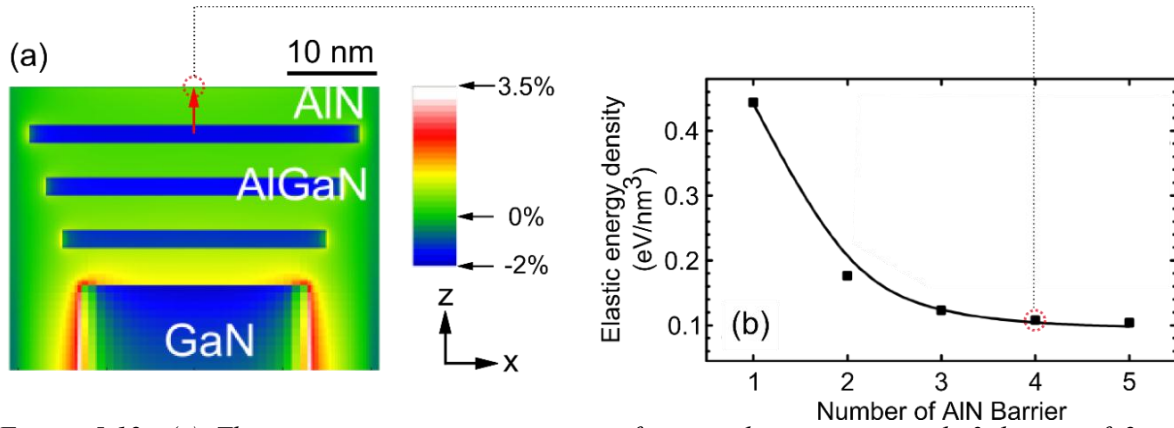 (a)
10 nm
AlN
AlGaN
GaN
3.5%
0%
-2%
z
x
Elastic energy density
(eV/nm³)
0.4
0.3
0.2
0.1
(b)
1 2 3 4 5
Number of AlN Barrier